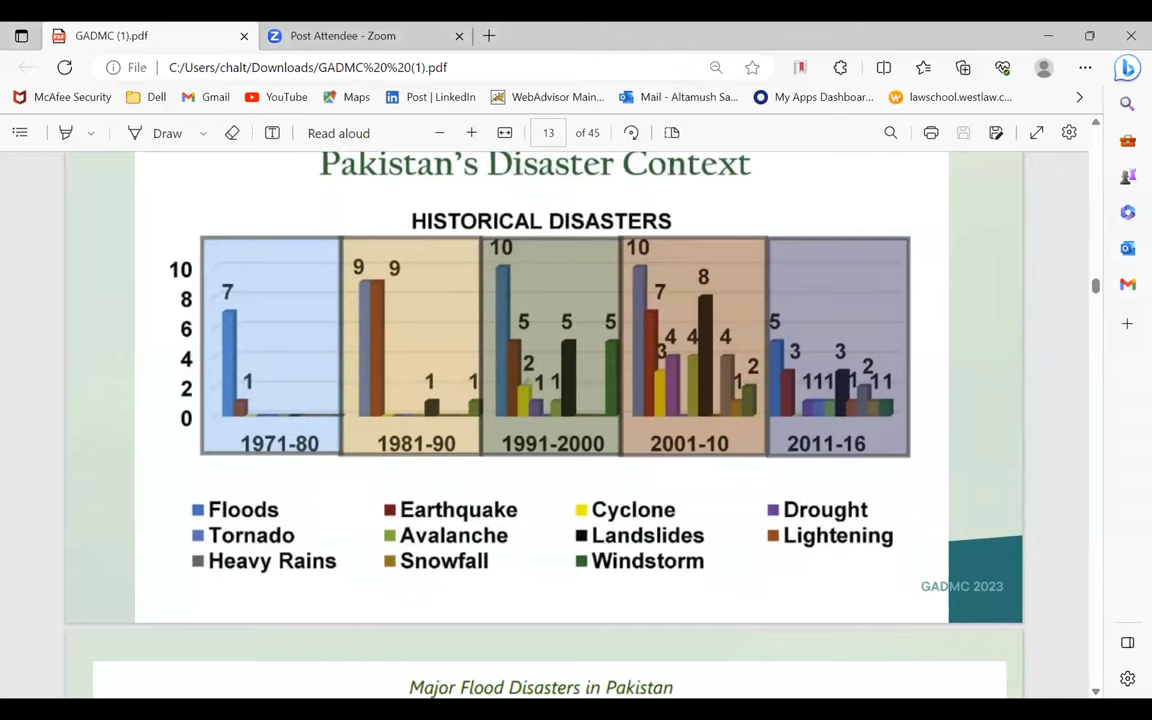 GADMC (1).pdf
Post Attendee - Zoom
File
C:/Users/chalt/Downloads/GADMC%20%20(1).pdf
McAfee Security
Dell
Gmail
YouTube
Maps
Post | LinkedIn
WebAdvisor Main...
Mail - Altamush Sa...
My Apps Dashboar...
lawschool.westlaw.c...
Draw
Read aloud
13 of 45
Pakistan's Disaster Context
HISTORICAL DISASTERS
10
8
6
4
2
0
7 1
9 9 1 1
10 5 2 1 1 5 5
10 7 3 4 4 8 4 1 2
5 3 1 1 1 3 1 2 1 1
1971-80 1981-90 1991-2000 2001-10 2011-16
Floods Earthquake Cyclone Drought
Tornado Avalanche Landslides Lightening
Heavy Rains Snowfall Windstorm
GADMC 2023
Major Flood Disasters in Pakistan